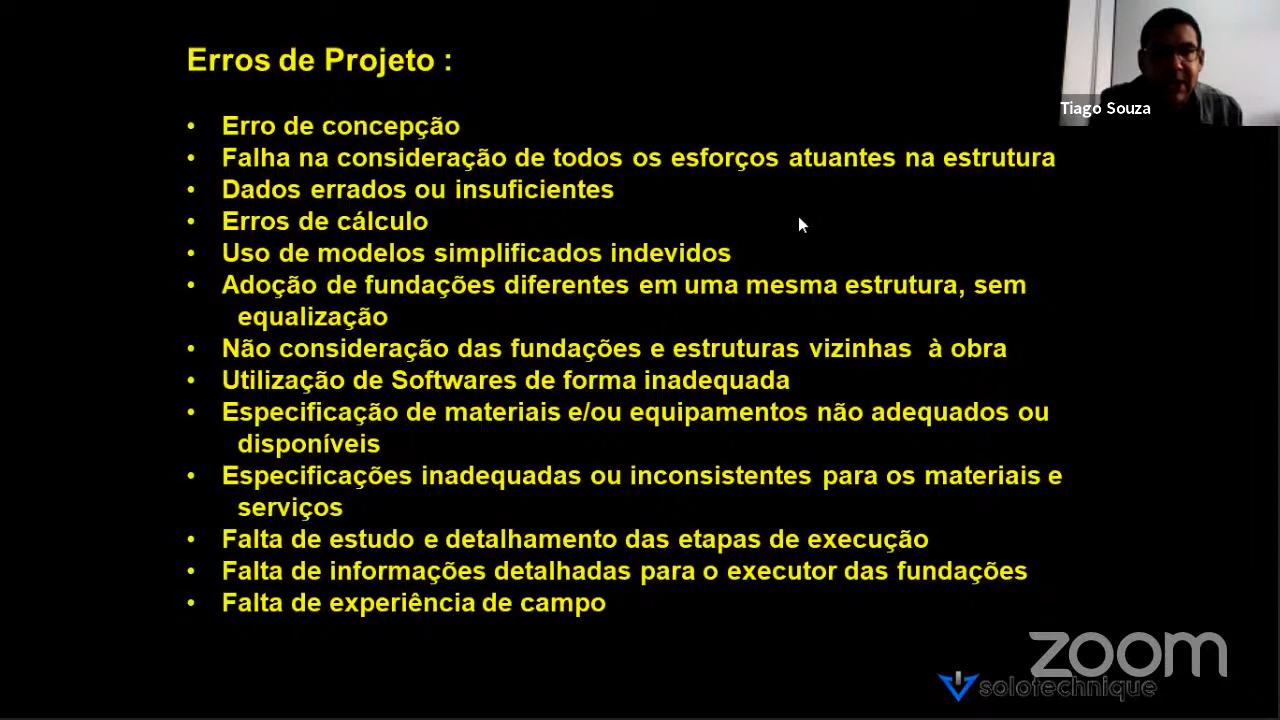 Erros de Projeto :
Tiago Souza
• Erro de concepção
• Falha na consideração de todos os esforços atuantes na estrutura
• Dados errados ou insuficientes
• Erros de cálculo
• Uso de modelos simplificados indevidos
• Adoção de fundações diferentes em uma mesma estrutura, sem
equalização
• Não consideração das fundações e estruturas vizinhas à obra
• Utilização de Softwares de forma inadequada
• Especificação de materiais e/ou equipamentos não adequados ou
disponíveis
• Especificações inadequadas ou inconsistentes para os materiais e
serviços
• Falta de estudo e detalhamento das etapas de execução
• Falta de informações detalhadas para o executor das fundações
• Falta de experiência de campo
zoom
solotechnique